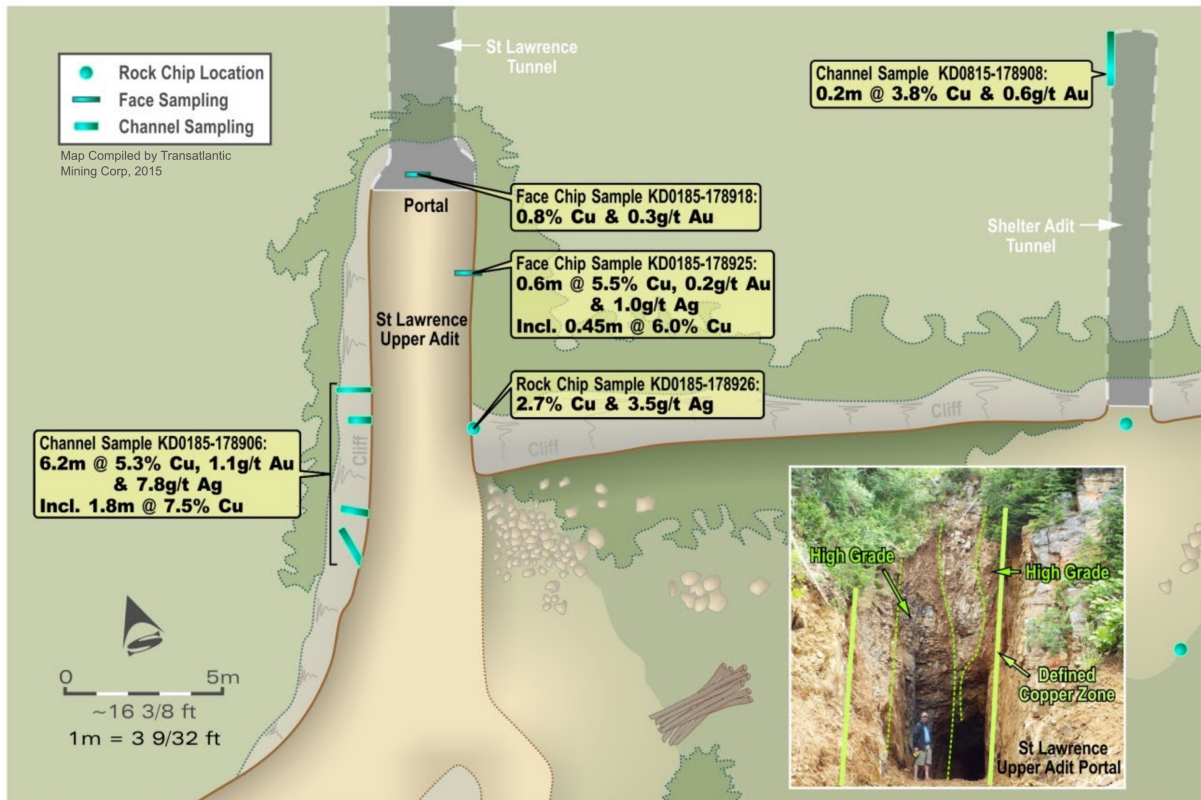 Rock Chip Location
Face Sampling
Channel Sampling
Map Compiled by Transatlantic
Mining Corp, 2015
St Lawrence
Tunnel
Channel Sample KD0815-178908:
0.2m @ 3.8% Cu & 0.6g/t Au
Portal
Face Chip Sample KD0185-178918:
0.8% Cu & 0.3g/t Au
Shelter Adit
Tunnel
Face Chip Sample KD0185-178925:
0.6m @ 5.5% Cu, 0.2g/t Au
& 1.0g/t Ag
Incl. 0.45m @ 6.0% Cu
St Lawrence
Upper Adit
Rock Chip Sample KD0185-178926:
2.7% Cu & 3.5g/t Ag
Cliff
Cliff
Cliff
Channel Sample KD0185-178906:
6.2m @ 5.3% Cu, 1.1g/t Au
& 7.8g/t Ag
Incl. 1.8m @ 7.5% Cu
High Grade
High Grade
Defined
Copper Zone
St Lawrence
Upper Adit Portal
0 5m
~16 3/8 ft
1m = 3 9/32 ft